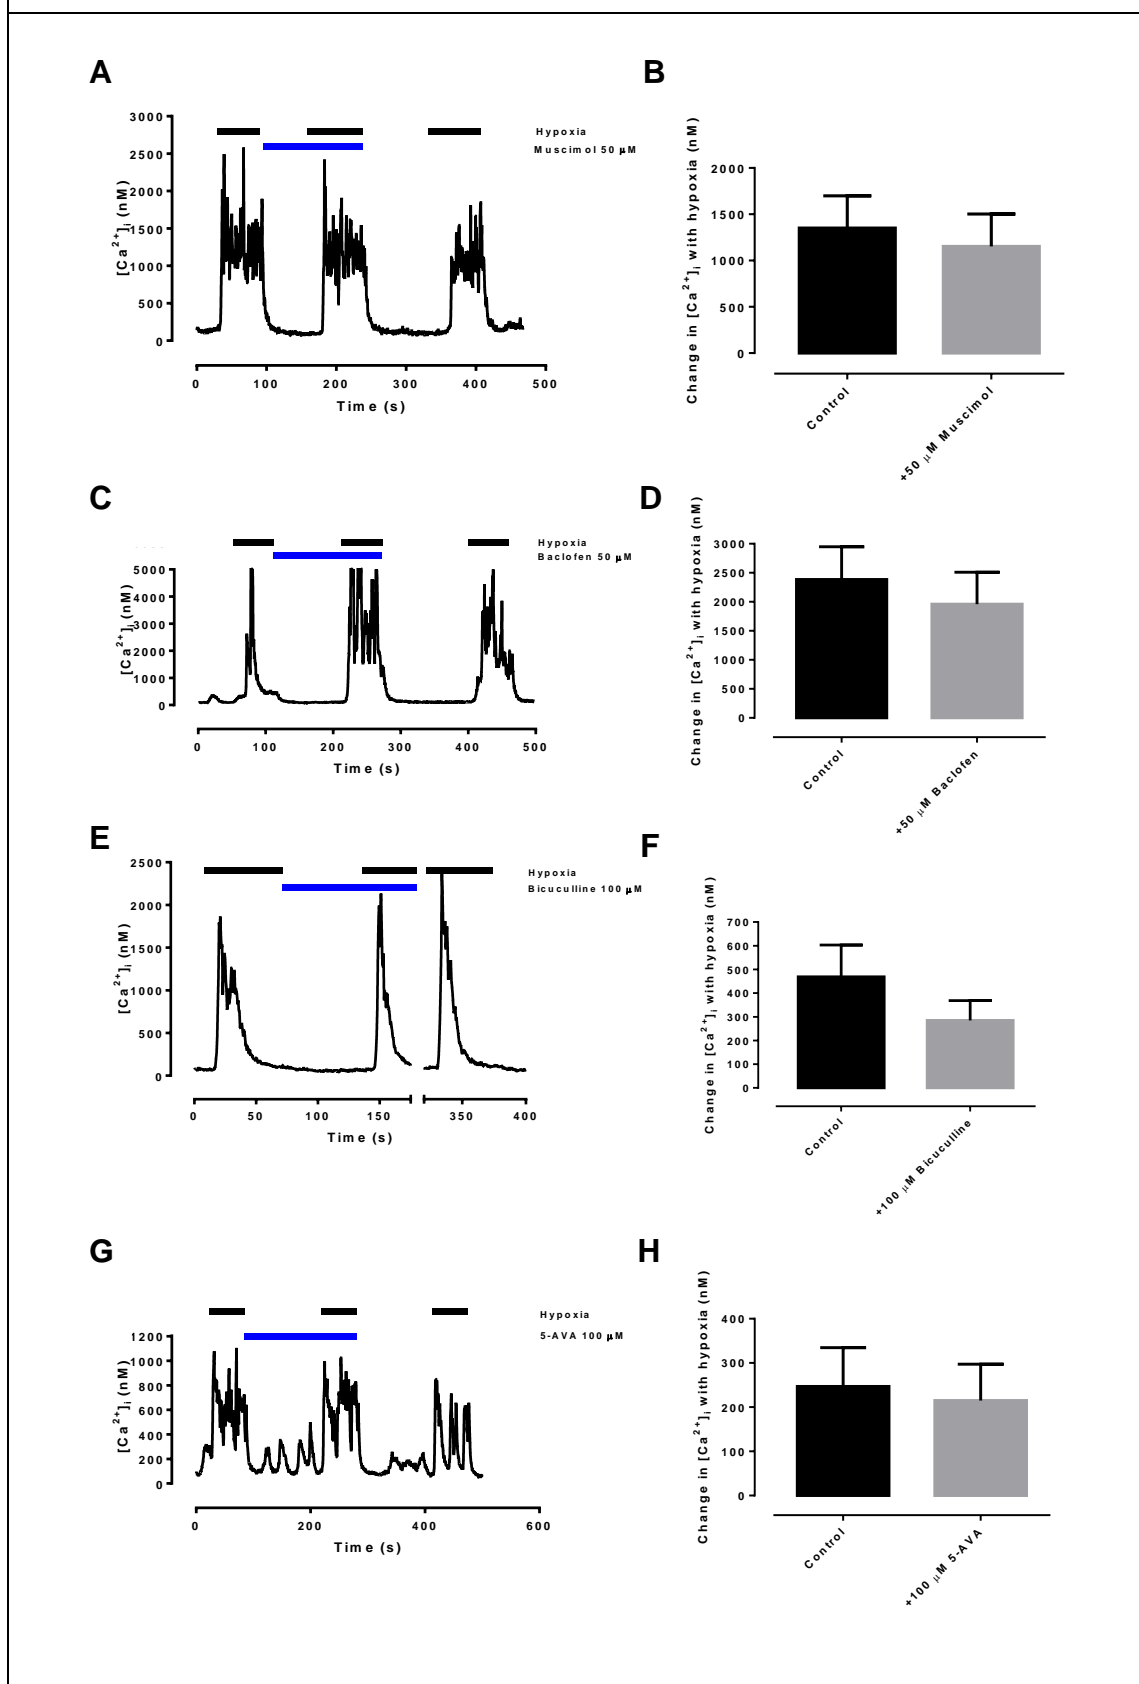 A
B
3000
2500
2000
1500
1000
500
0
[Ca2+]i (nM)
Hypoxia
Muscimol 50 µM
0 100 200 300 400 500
Time (s)
2000
1500
1000
500
0
Change in [Ca2+]i with hypoxia (nM)
Control
+50 µM Muscimol
C
D
5000
4000
3000
2000
1000
0
[Ca2+]i (nM)
Hypoxia
Baclofen 50 µM
0 100 200 300 400 500
Time (s)
3000
2500
2000
1500
1000
500
0
Change in [Ca2+]i with hypoxia (nM)
Control
+50 µM Baclofen
E
F
2500
2000
1500
1000
500
0
[Ca2+]i (nM)
Hypoxia
Bicuculline 100 µM
0 50 100 150 350 400
Time (s)
700
600
500
400
300
200
100
0
Change in [Ca2+]i with hypoxia (nM)
Control
+100 µM Bicuculline
G
H
1200
1000
800
600
400
200
0
[Ca2+]i (nM)
Hypoxia
5-AVA 100 µM
0 200 400 600
Time (s)
400
300
200
100
0
Change in [Ca2+]i with hypoxia (nM)
Control
+100 µM 5-AVA